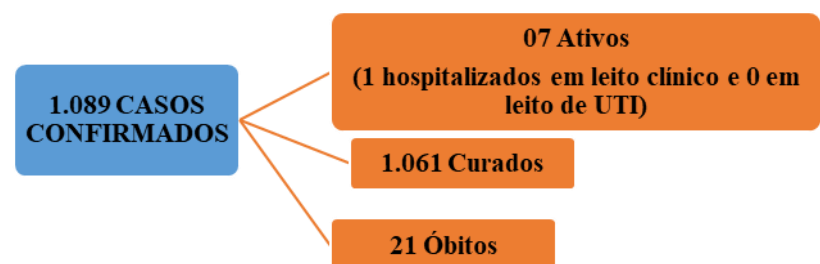 1.089 CASOS
CONFIRMADOS
07 Ativos
(1 hospitalizados em leito clínico e 0 em
leito de UTI)
1.061 Curados
21 Óbitos